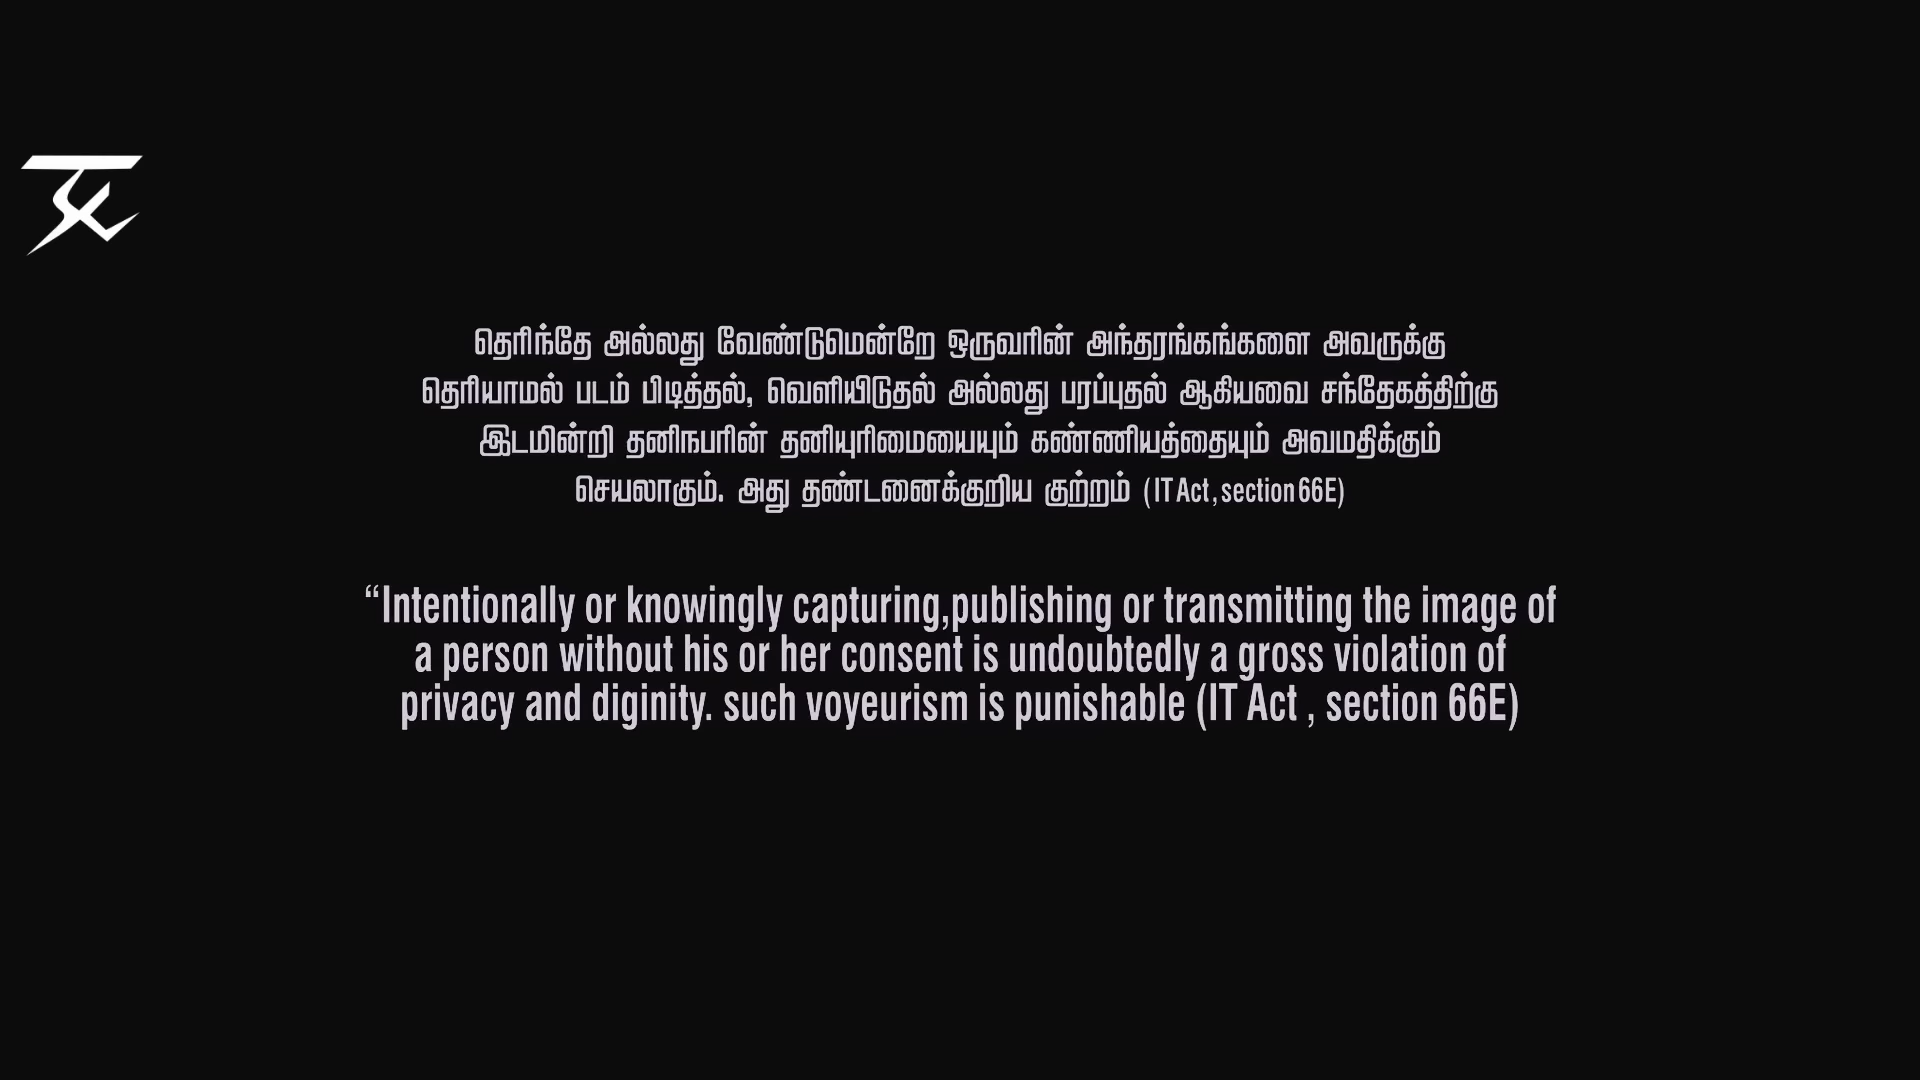 தெரிந்தே அல்லது வேண்டுமென்றே ஒருவரின் அந்தரங்கங்களை அவருக்கு
தெரியாமல் படம் பிடித்தல், வெளியிடுதல் அல்லது பரப்புதல் ஆகியவை சந்தேகத்திற்கு
இடமின்றி தனிநபரின் தனியுரிமையையும் கண்ணியத்தையும் அவமதிக்கும்
செயலாகும். அது தண்டனைக்குறிய குற்றம் (IT Act, section 66E)
“Intentionally or knowingly capturing,publishing or transmitting the image of
a person without his or her consent is undoubtedly a gross violation of
privacy and diginity. such voyeurism is punishable (IT Act , section 66E)